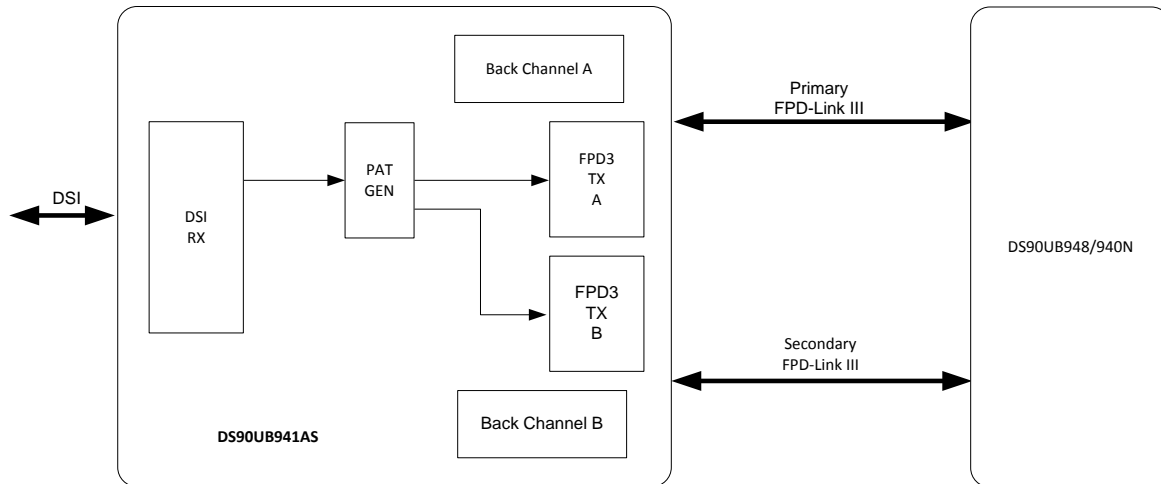 Back Channel A
Primary
FPD-Link III
DSI
DSI
RX
PAT
GEN
FPD3
TX
A
DS90UB948/940N
FPD3
TX
B
Secondary
FPD-Link III
Back Channel B
DS90UB941AS